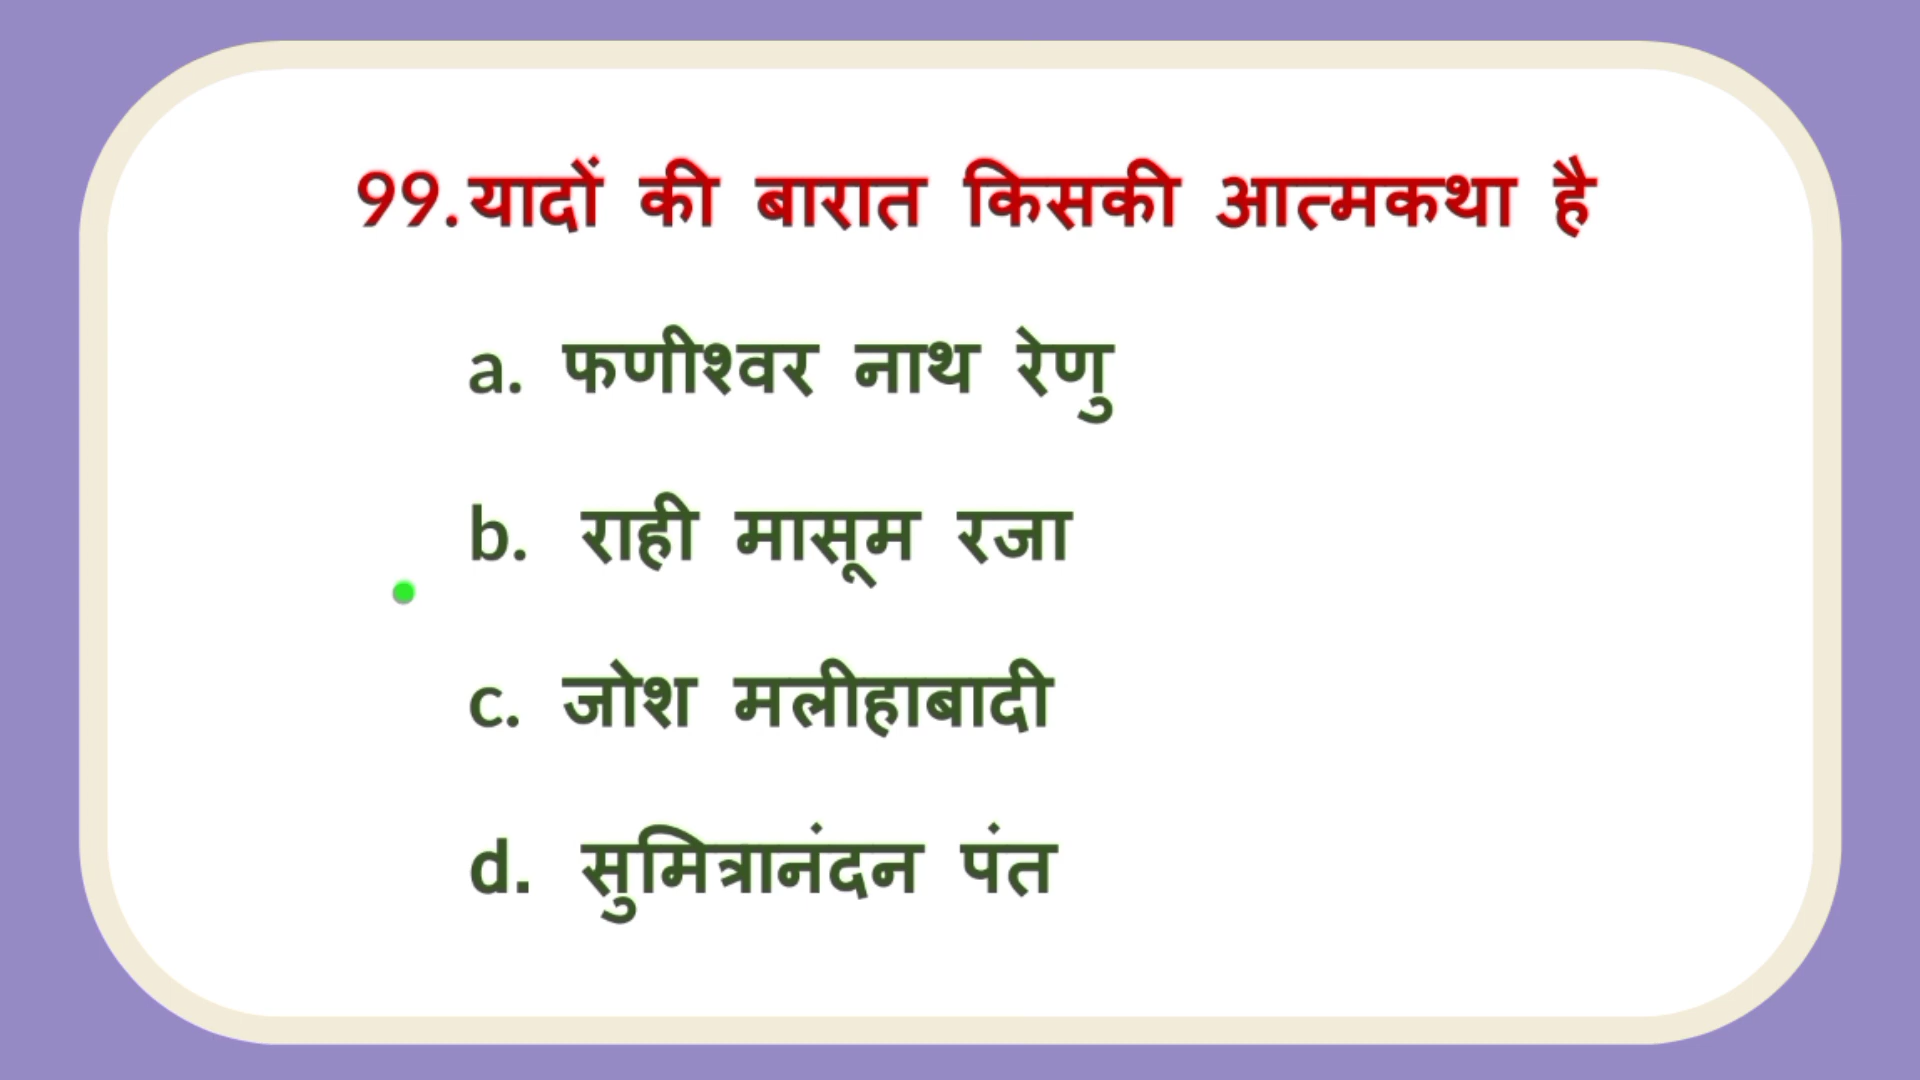 99.यादों की बारात किसकी आत्मकथा है
a. फणीश्वर नाथ रेणु
b. राही मासूम रजा
c. जोश मलीहाबादी
d. सुमित्रानंदन पंत